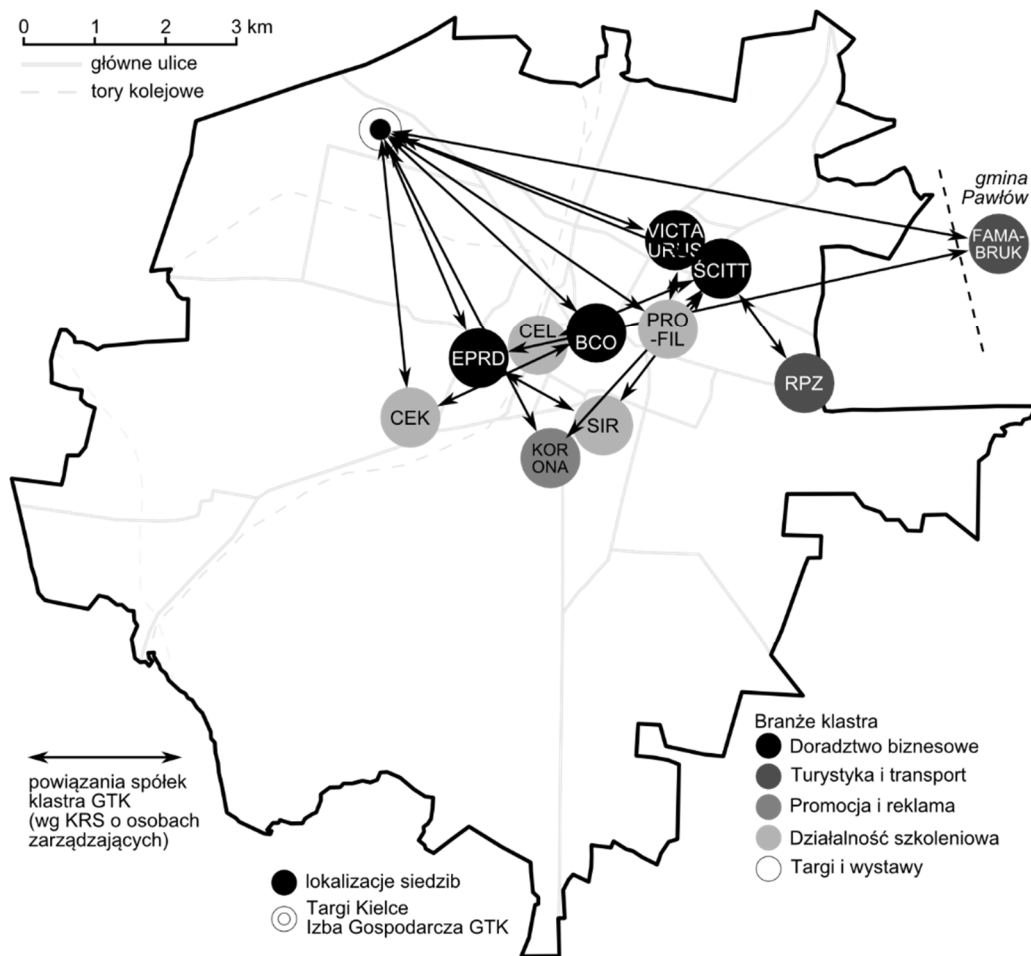 0 1 2 3 km
główne ulice
tory kolejowe
gmina
Pawłów
FAMA-
BRUK
VICTA
URUS
ŚCITT
PRO
-FIL
BCO
CEL
EPRD
RPZ
CEK
SIR
KOR
ONA
powiązania spółek
klastra GTK
(wg KRS o osobach
zarządzających)
lokalizacje siedzib
Targi Kielce
Izba Gospodarcza GTK
Branże klastra
Doradztwo biznesowe
Turystyka i transport
Promocja i reklama
Działalność szkoleniowa
Targi i wystawy